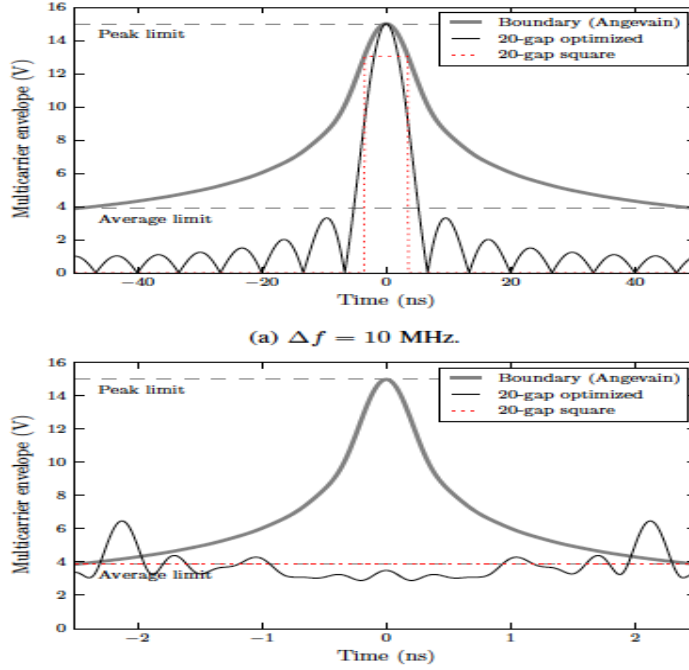 16
14
12
10
8
6
4
2
0
Multicarrier envelope (V)
Peak limit
Average limit
Boundary (Angevain)
20-gap optimized
20-gap square
−40
−20
0
20
40
Time (ns)
(a) Δf = 10 MHz.
16
14
12
10
8
6
4
2
0
Multicarrier envelope (V)
Peak limit
Average limit
Boundary (Angevain)
20-gap optimized
20-gap square
−2
−1
0
1
2
Time (ns)